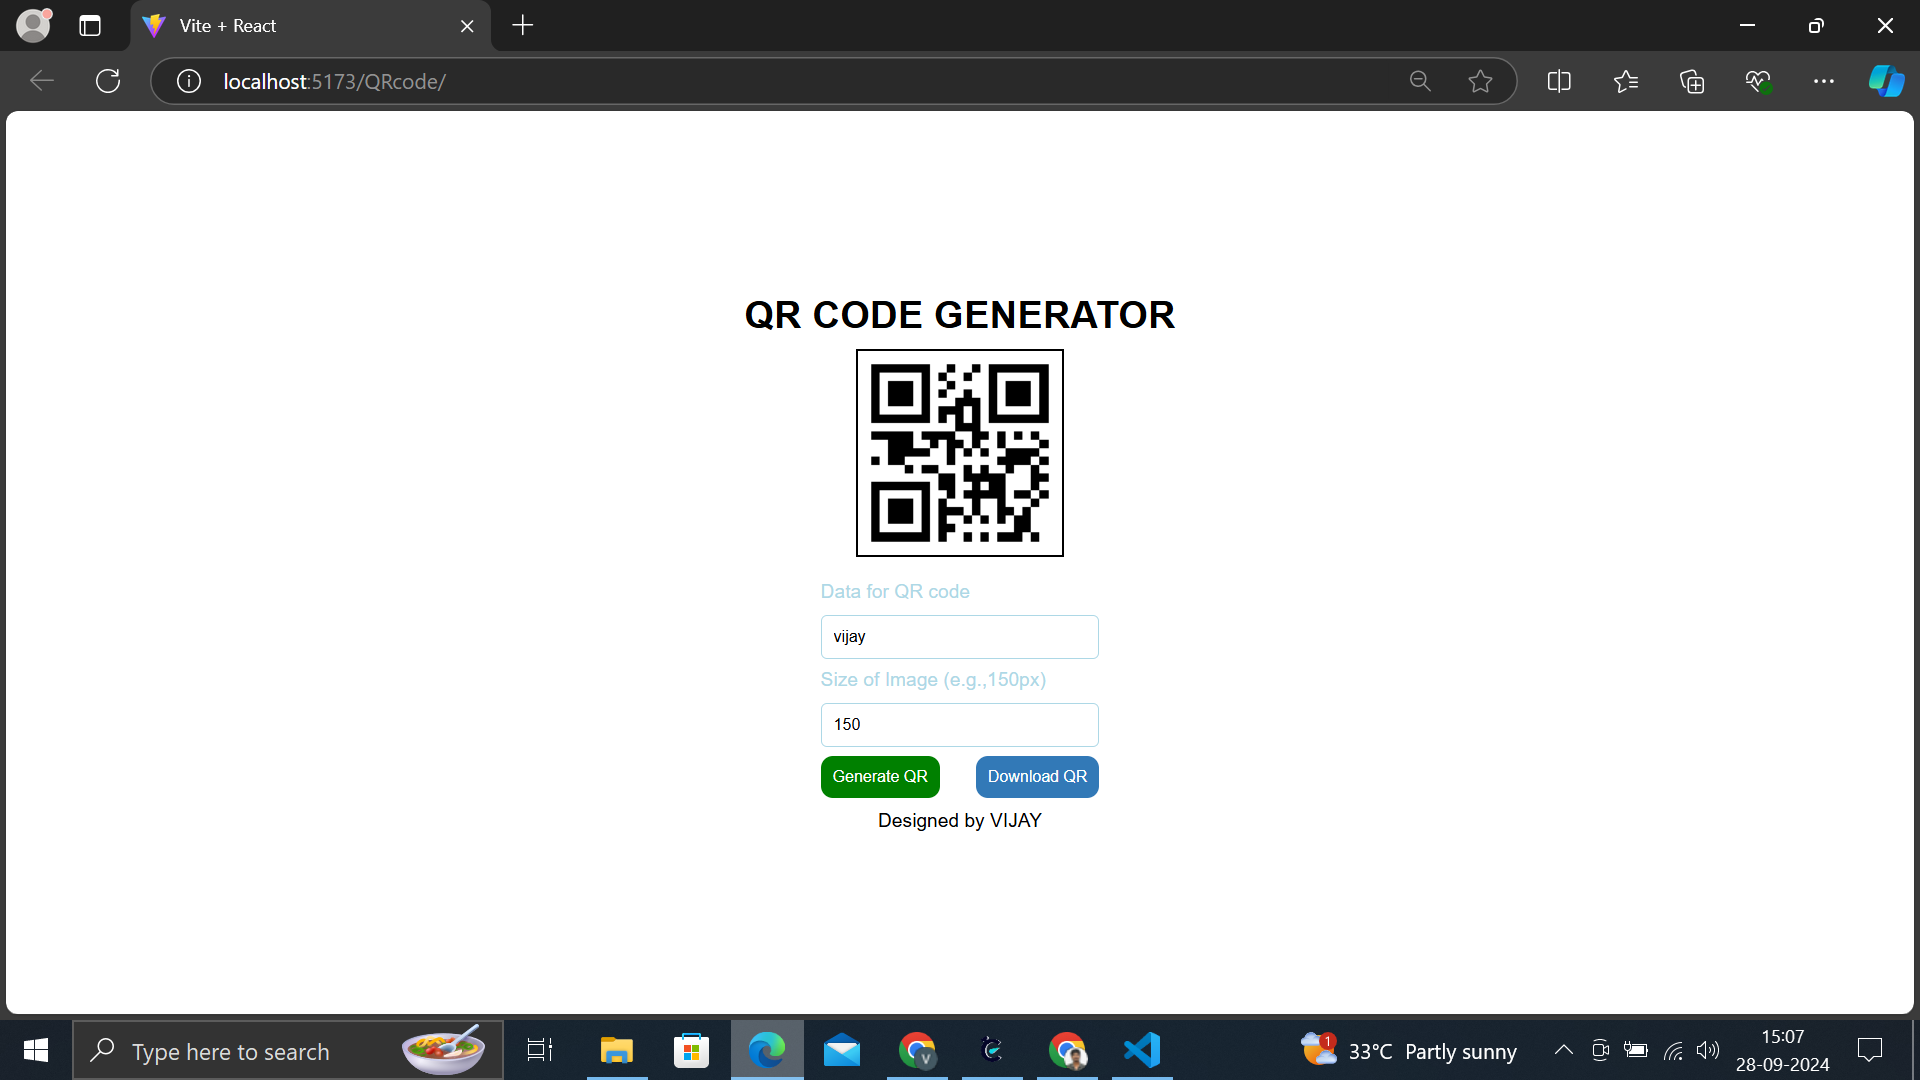 Vite + React
localhost:5173/QRcode/
QR CODE GENERATOR
Data for QR code
vijay
Size of Image (e.g.,150px)
150
Generate QR
Download QR
Designed by VIJAY
Type here to search
V
1
33°C Partly sunny
15:07
28-09-2024